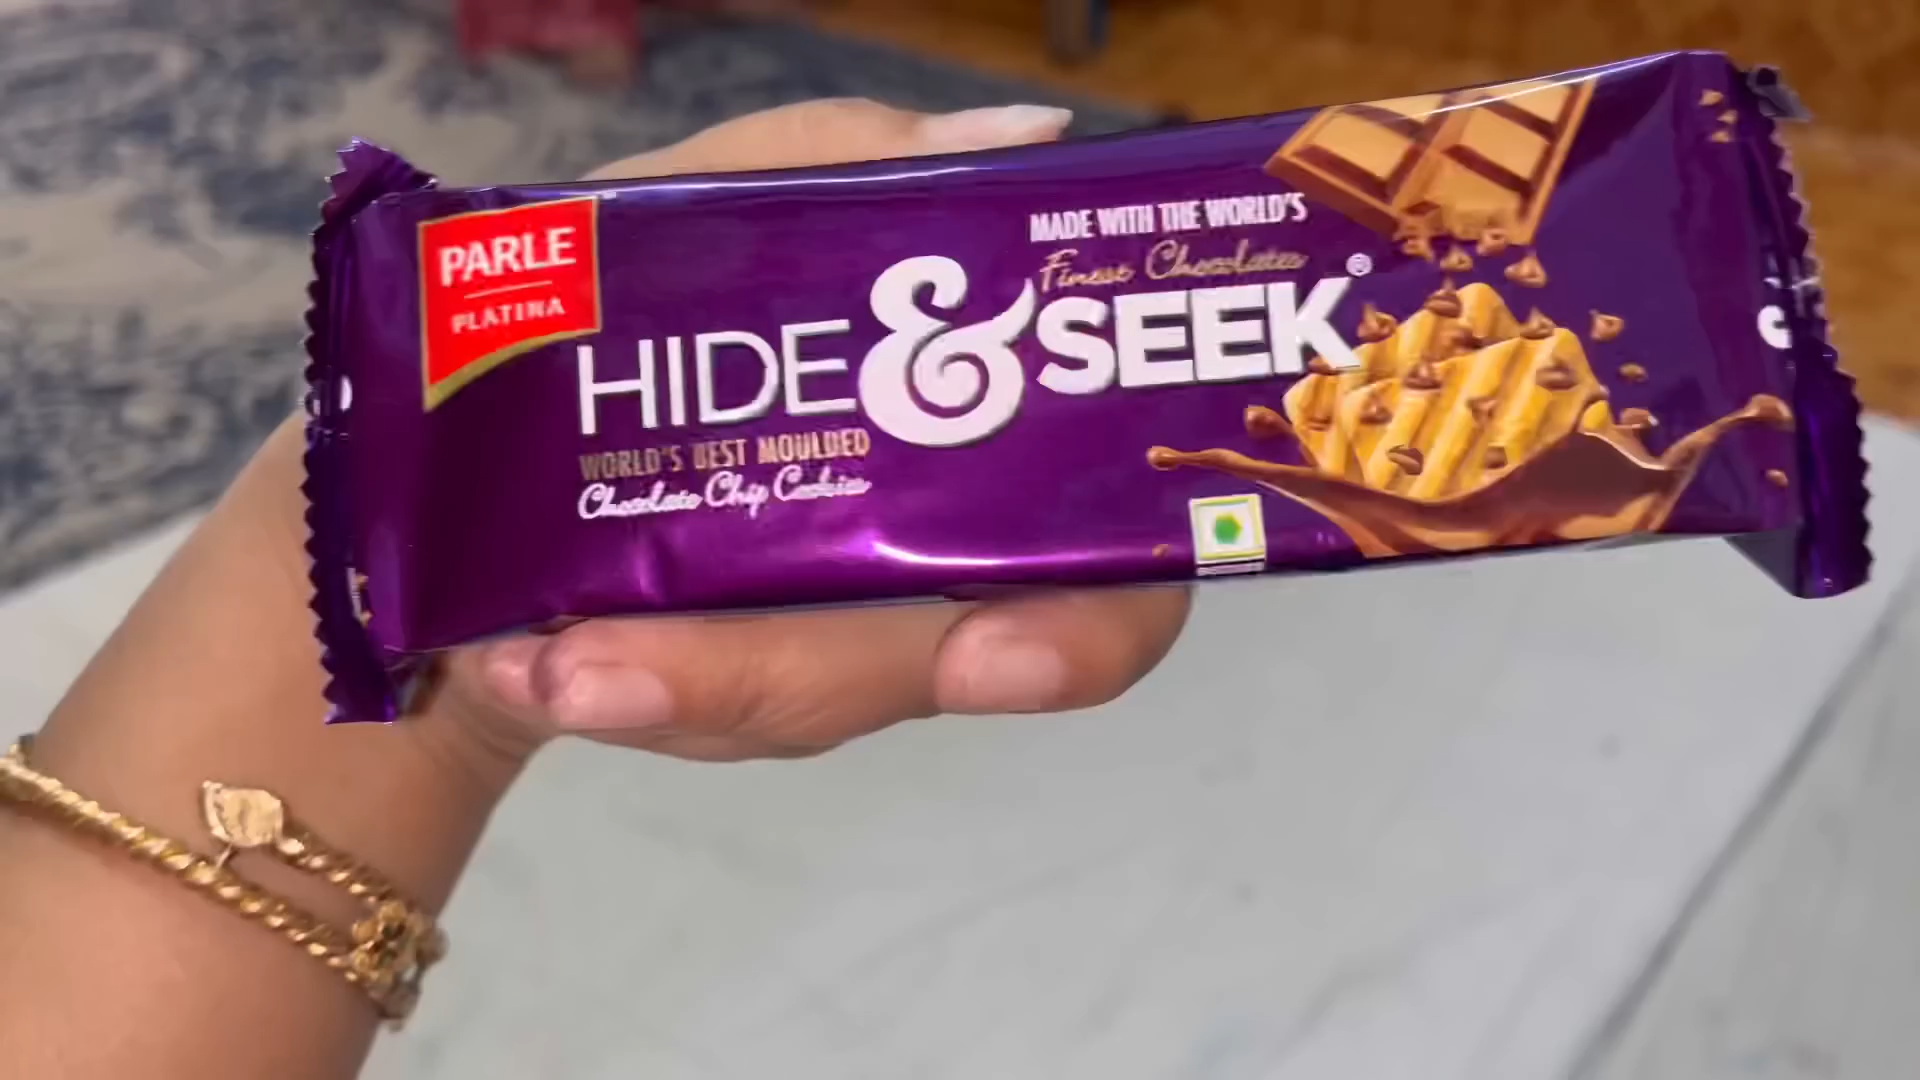 PARLE
PLATINA
MADE WITH THE WORLD'S
Finest Chocolates
HIDE & SEEK®
WORLD'S BEST MOULDED
Chocolate Chip Cookies